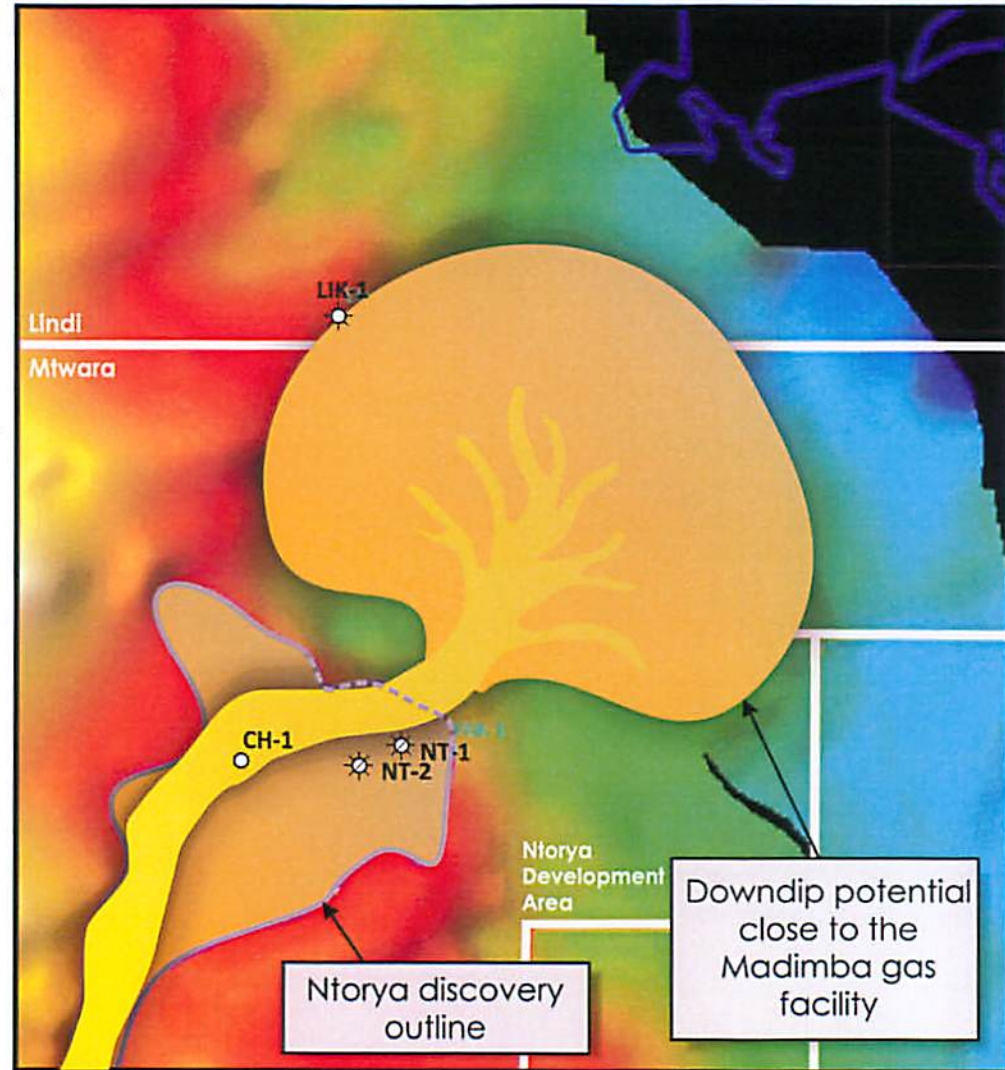 LIK-1
Lindi
Mtwara
CH-1
NT-1
NT-2
Ntorya
Development
Area
Downdip potential
close to the
Madimba gas
facility
Ntorya discovery
outline